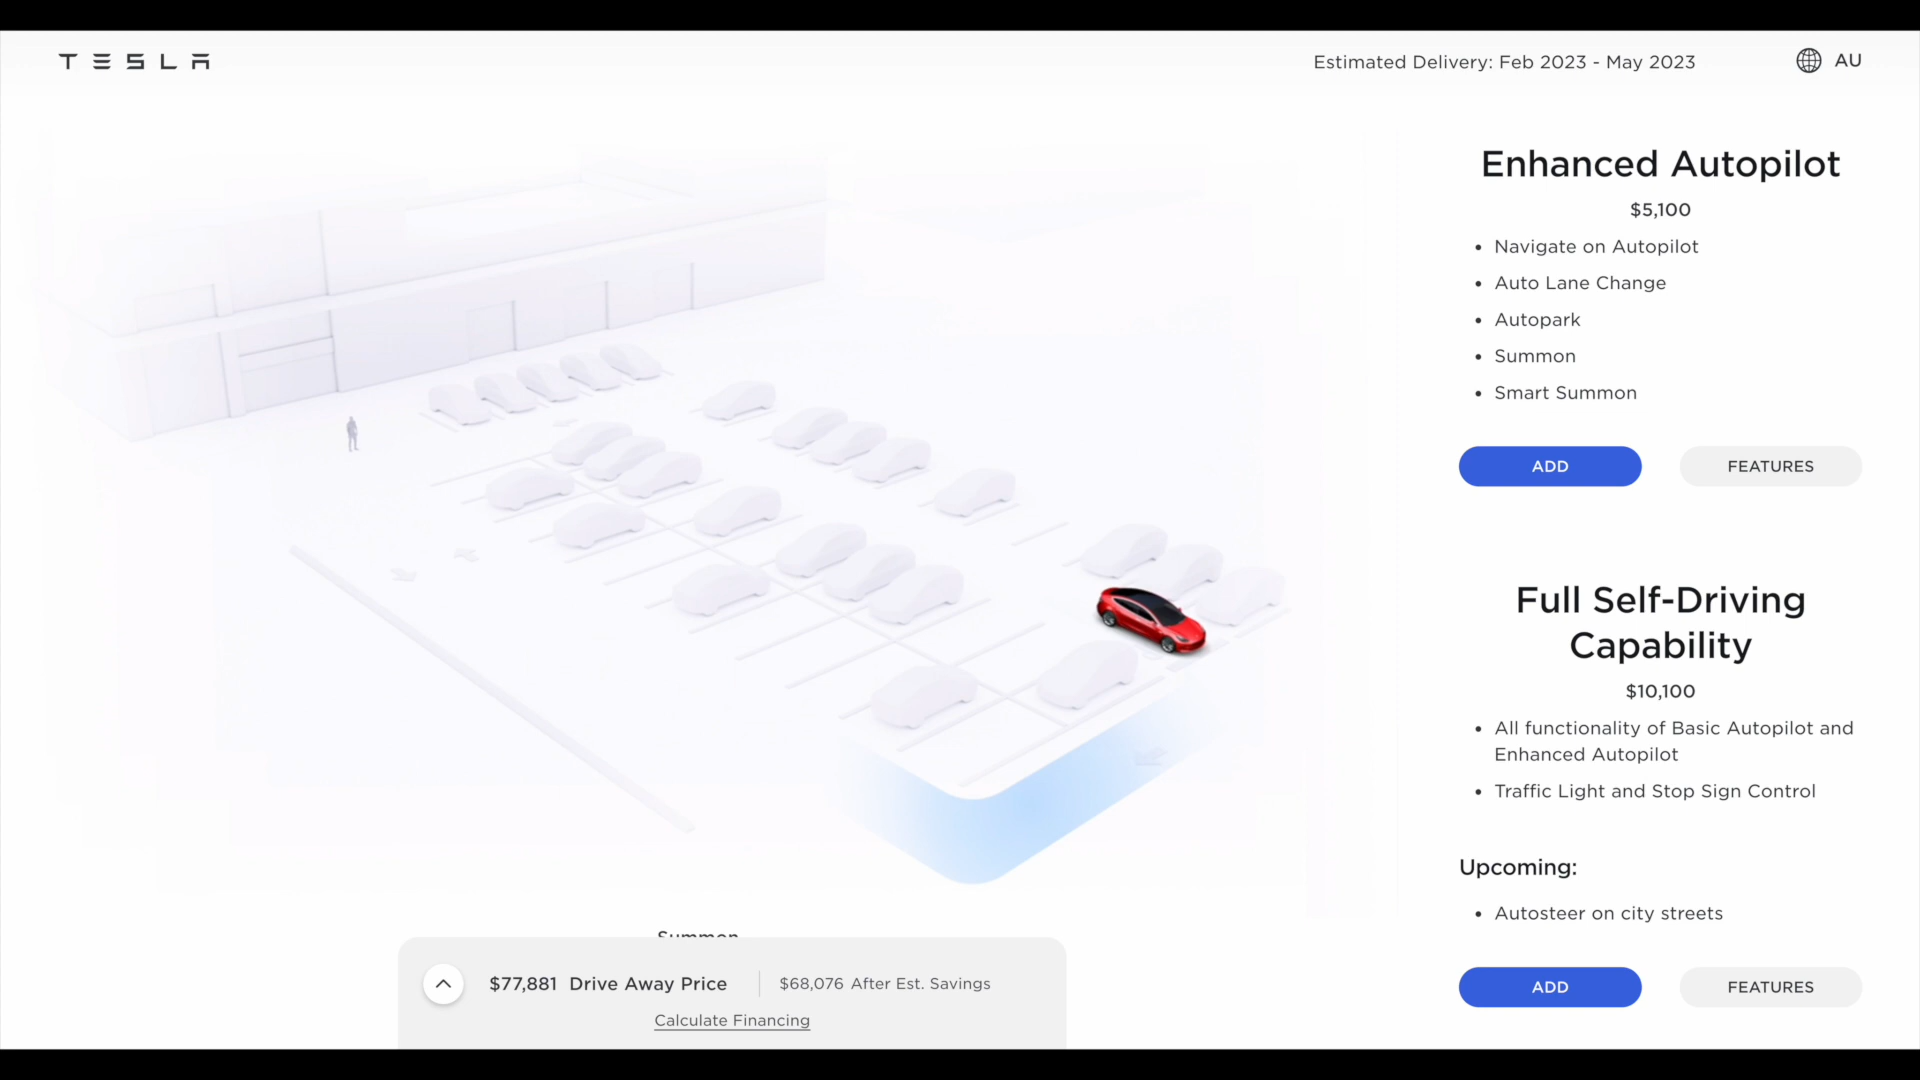 TESLA
Estimated Delivery: Feb 2023 - May 2023
AU
Enhanced Autopilot
$5,100
• Navigate on Autopilot
• Auto Lane Change
• Autopark
• Summon
• Smart Summon
ADD
FEATURES
Full Self-Driving
Capability
$10,100
• All functionality of Basic Autopilot and
Enhanced Autopilot
• Traffic Light and Stop Sign Control
Upcoming:
• Autosteer on city streets
ADD
FEATURES
Summon
$77,881 Drive Away Price
$68,076 After Est. Savings
Calculate Financing